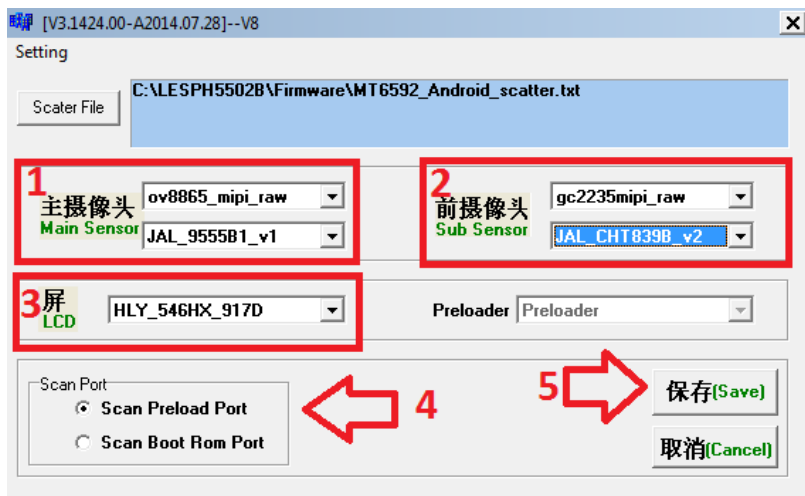 [V3.1424.00-A2014.07.28]--V8
Setting
Scater File
C:\LESPH5502B\Firmware\MT6592_Android_scatter.txt
1
主摄像头
Main Sensor
ov8865_mipi_raw
JAL_9555B1_v1
2
前摄像头
Sub Sensor
gc2235mipi_raw
JAL_CHT839B_v2
3
屏
LCD
HLY_546HX_917D
Preloader
Preloader
Scan Port
Scan Preload Port
Scan Boot Rom Port
4
5
保存(Save)
取消(Cancel)